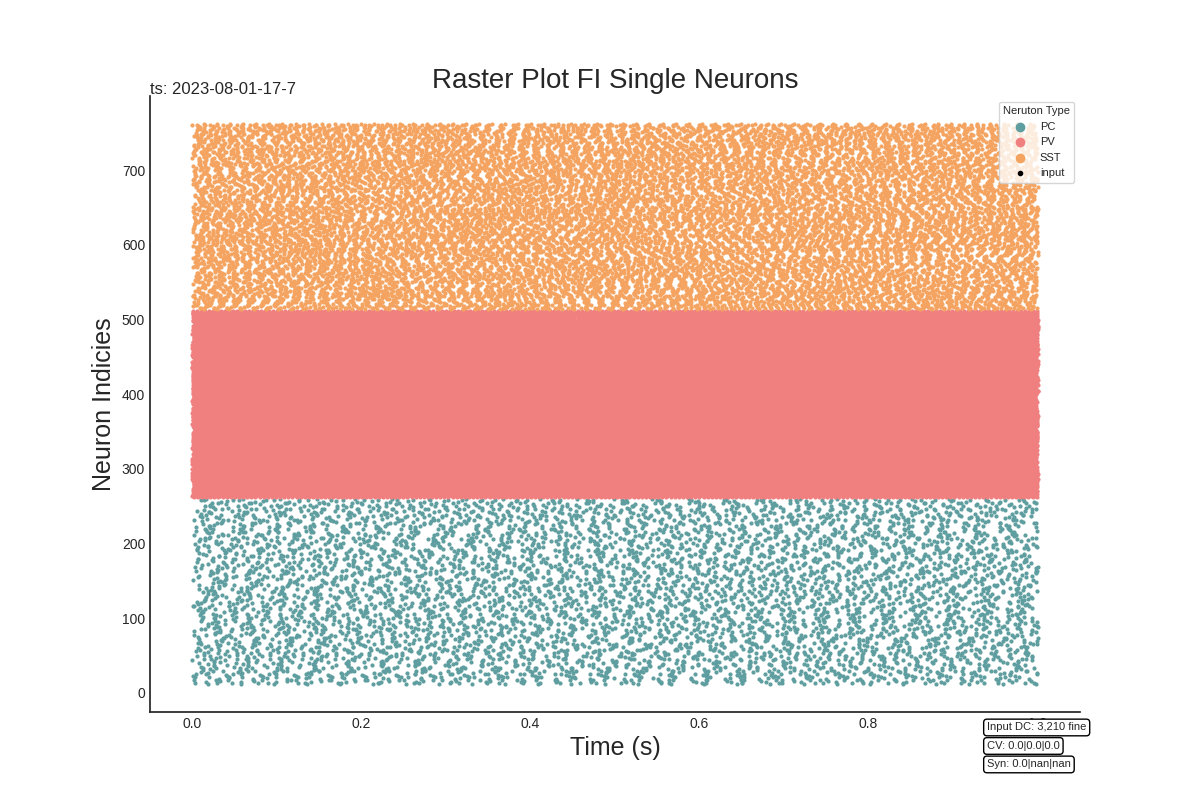 Raster Plot FI Single Neurons
ts: 2023-08-01-17-7
Neruton Type
PC
PV
SST
input
700
600
500
400
300
200
100
0
Neuron Indicies
0.0 0.2 0.4 0.6 0.8
Time (s)
Input DC: 3,210 fine
CV: 0.0|0.0|0.0
Syn: 0.0|nan|nan